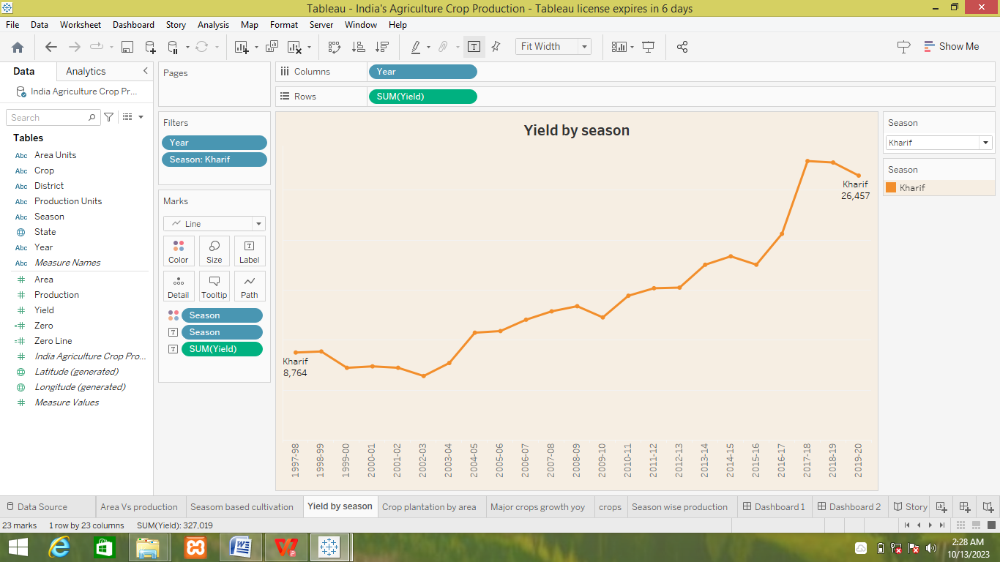 Tableau - India's Agriculture Crop Production - Tableau license expires in 6 days
File Data Worksheet Dashboard Story Analysis Map Format Server Window Help
Fit Width
Show Me
Data Analytics
India Agriculture Crop Pr...
Search
Tables
Abc Area Units
Abc Crop
Abc District
Abc Production Units
Abc Season
State
Abc Year
Abc Measure Names
Area
Production
Yield
Zero
Zero Line
India Agriculture Crop Pro...
Latitude (generated)
Longitude (generated)
Measure Values
Pages
Filters
Year
Season: Kharif
Marks
Line
Color Size Label
Detail Tooltip Path
Season
Season
SUM(Yield)
Columns Year
Rows SUM(Yield)
Yield by season
Kharif
26,457
Kharif
8,764
1997-98 1998-99 1999-00 2000-01 2001-02 2002-03 2003-04 2004-05 2005-06 2006-07 2007-08 2008-09 2009-10 2010-11 2011-12 2012-13 2013-14 2014-15 2015-16 2016-17 2017-18 2018-19 2019-20
Season
Kharif
Season
Kharif
Data Source Area Vs production Seasom based cultivation Yield by season Crop plantation by area Major crops growth yoy crops Season wise production Dashboard 1 Dashboard 2 Story
23 marks 1 row by 23 columns SUM(Yield): 327,019
2:28 AM
10/13/2023